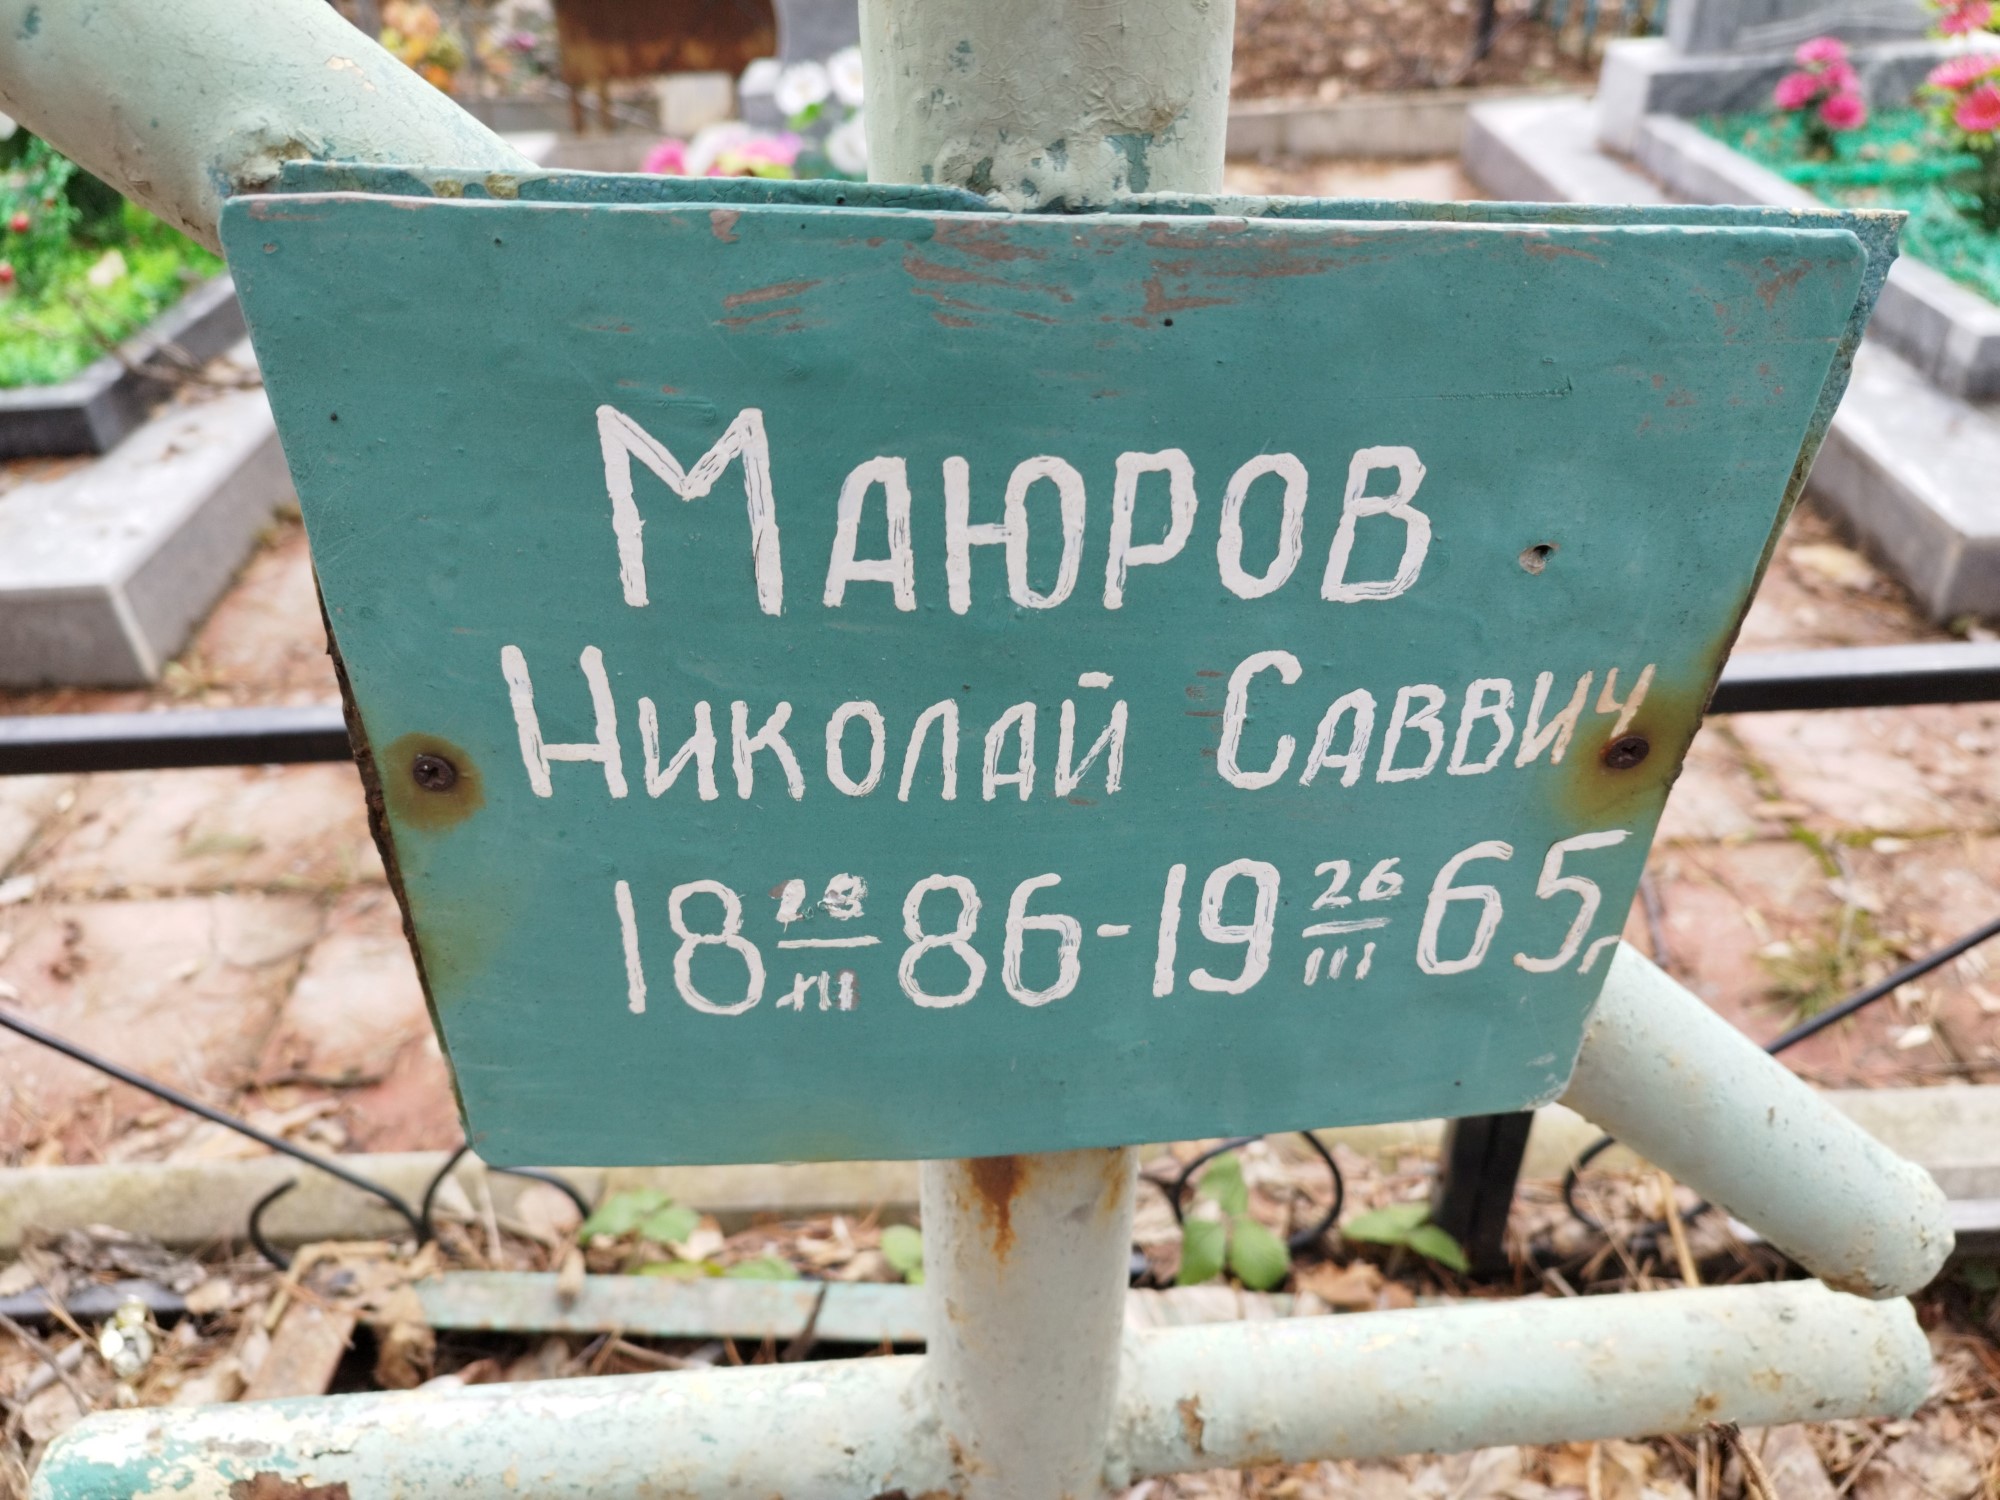 Маюров
Николай Саввич
18 XII 86 - 19 26/III 65 г